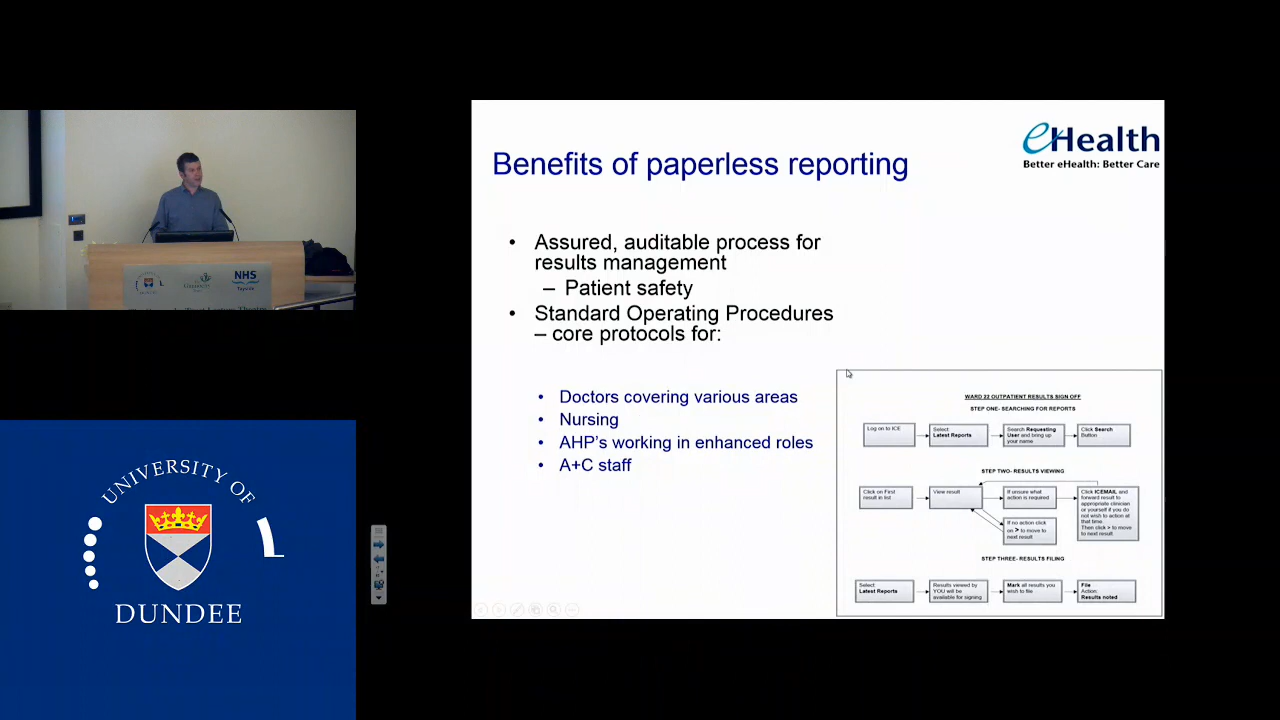 eHealth
Better eHealth: Better Care
Benefits of paperless reporting
• Assured, auditable process for
results management
– Patient safety
• Standard Operating Procedures
– core protocols for:
• Doctors covering various areas
• Nursing
• AHP's working in enhanced roles
• A+C staff
WARD 22 OUTPATIENT RESULTS SIGN OFF
STEP ONE- SEARCHING FOR REPORTS
Log on to ICE
Select:
Latest Reports
Search Requesting
User and bring up
your name
Click Search
Button
STEP TWO- RESULTS VIEWING
Click on First
result in list
View result
If unsure what
action is required
Click ICEMAIL and
forward result to
appropriate clinician
or yourself if you do
not wish to action at
that time.
Then click > to move
to next result
If no action click
on > to move to
next result
STEP THREE- RESULTS FILING
Select:
Latest Reports
Results viewed by
YOU will be
available for signing
Mark all results you
wish to file
File
Action:
Results noted
NHS
Tayside
UNIVERSITY OF
DUNDEE